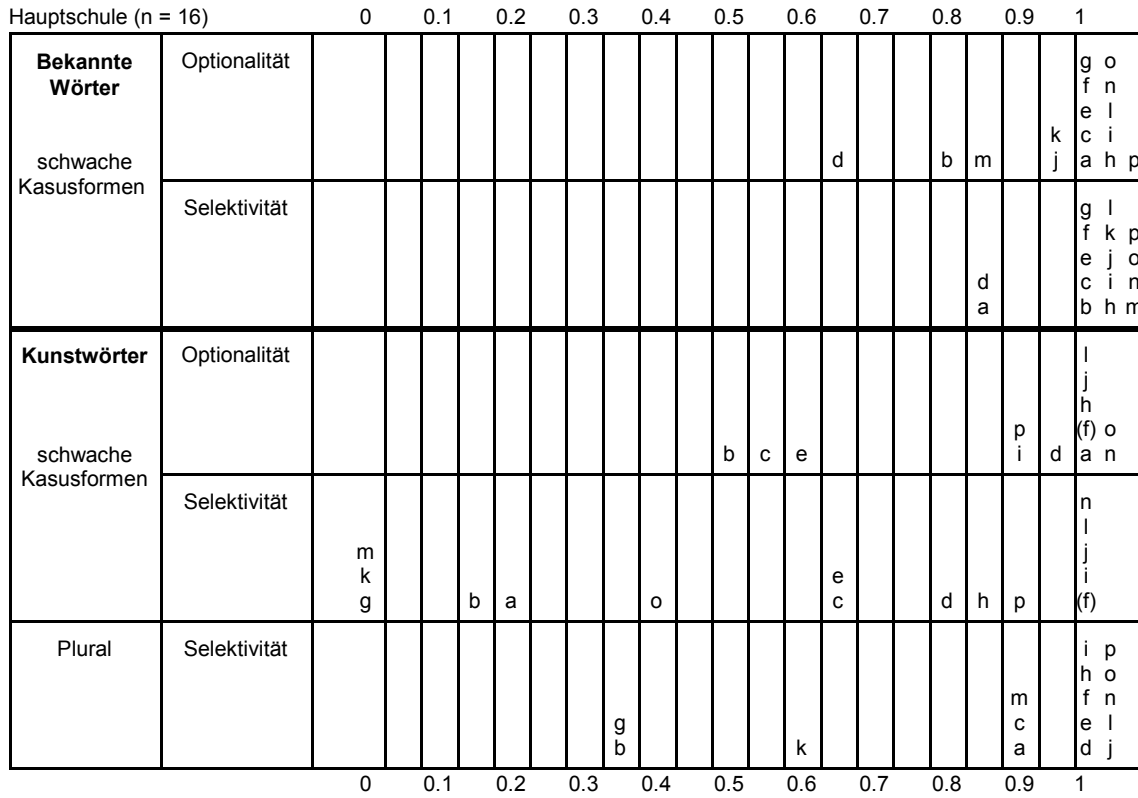 Hauptschule (n = 16) 0 0.1 0.2 0.3 0.4 0.5 0.6 0.7 0.8 0.9 1
Bekannte Optionalität g o
Wörter f n
e l
k c i
schwache d b m j a h p
Kasusformen
Selektivität g l
f k p
e j o
d c i n
a b h m
Kunstwörter Optionalität l
j
h
p (f) o
schwache b c e i d a n
Kasusformen
Selektivität n
l
m j
k e i
g b a o c d h p (f)
Plural Selektivität i p
h o
m f n
g c e l
b k a d j
0 0.1 0.2 0.3 0.4 0.5 0.6 0.7 0.8 0.9 1